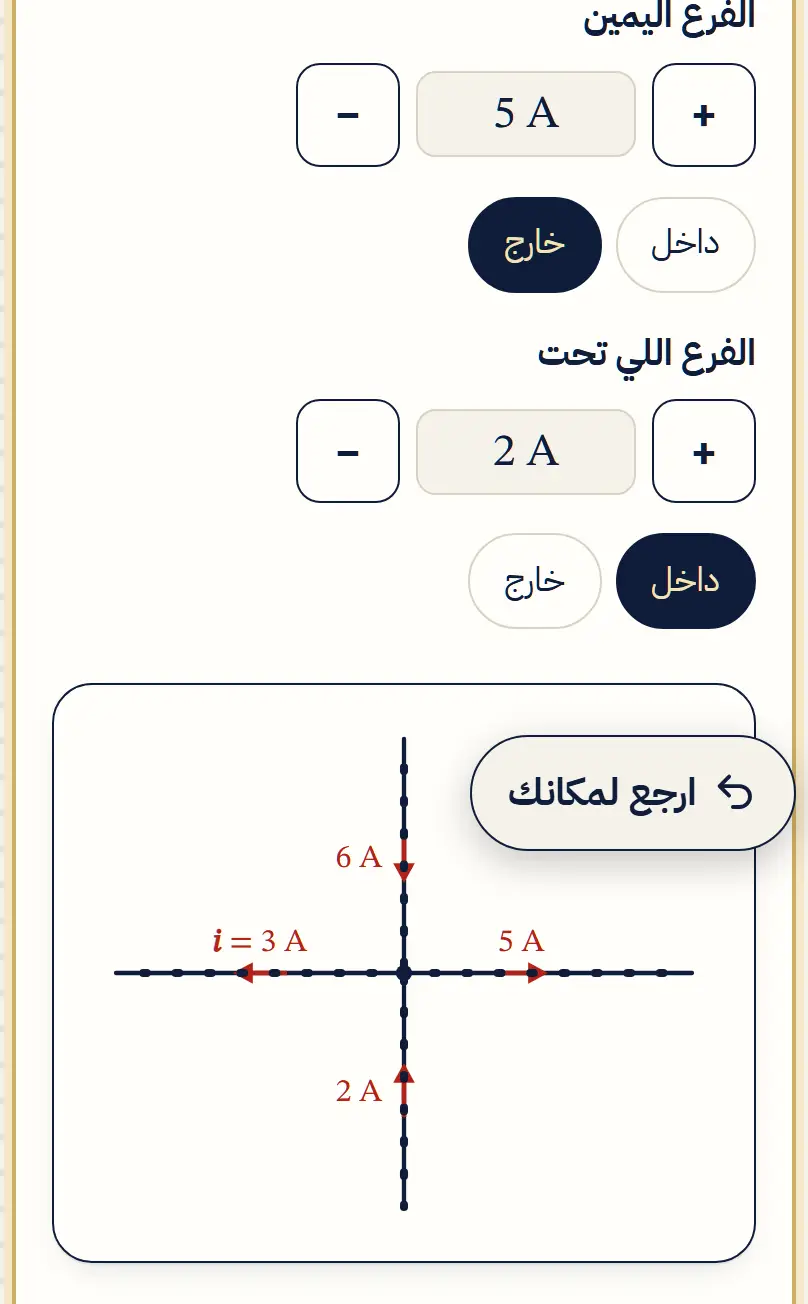 الفرع اليمين
+ 5 A −
داخل خارج
الفرع اللي تحت
+ 2 A −
داخل خارج
ارجع لمكانك
6 A
i = 3 A
5 A
2 A